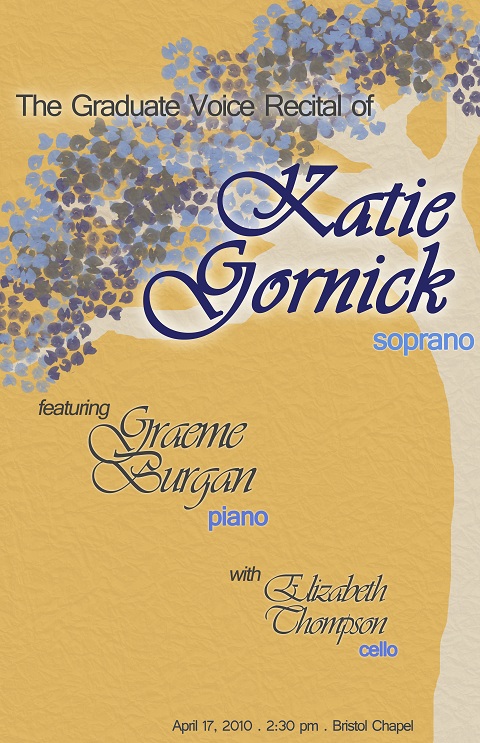 The Graduate Voice Recital of
Katie
Gornick
soprano
featuring
Graeme
Burgan
piano
with
Elizabeth
Thompson
cello
April 17, 2010 . 2:30 pm . Bristol Chapel